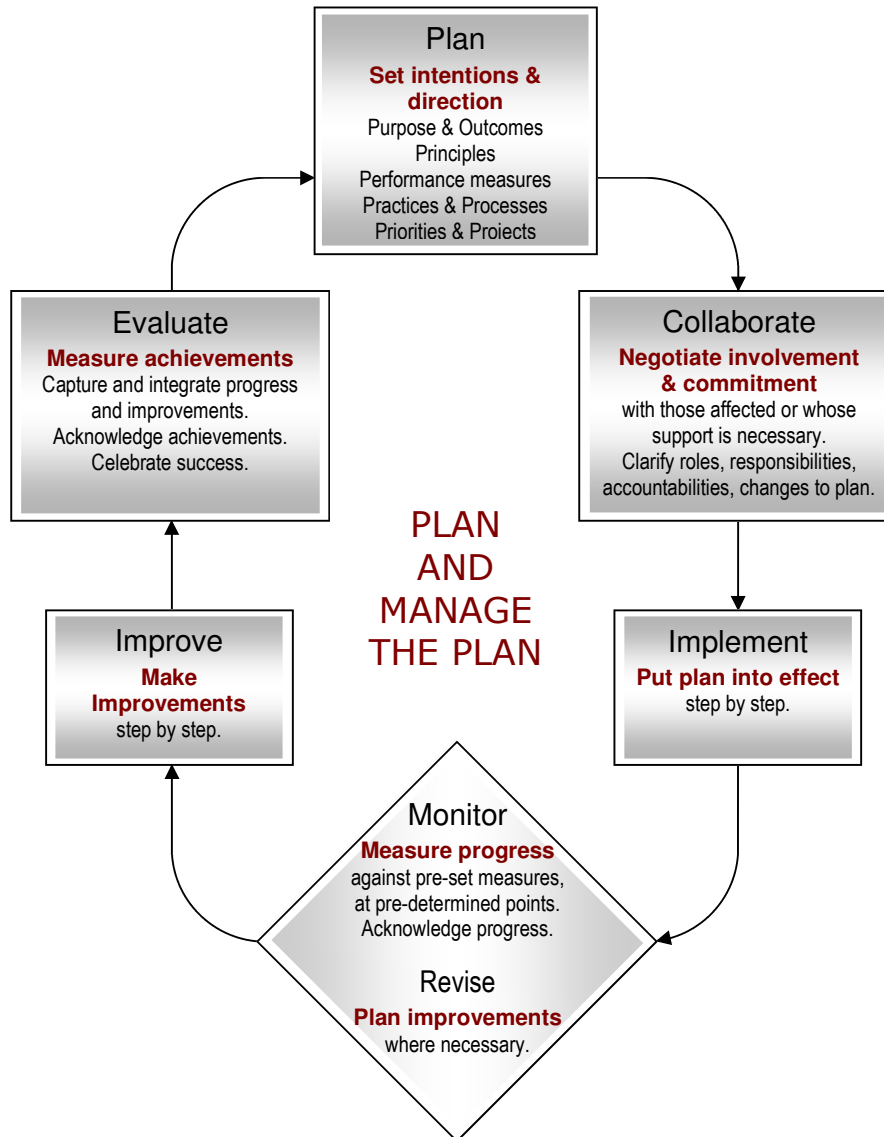 Plan
Set intentions &
direction
Purpose & Outcomes
Principles
Performance measures
Practices & Processes
Priorities & Projects
Collaborate
Negotiate involvement
& commitment
with those affected or whose
support is necessary.
Clarify roles, responsibilities,
accountabilities, changes to plan.
Implement
Put plan into effect
step by step.
Monitor
Measure progress
against pre-set measures,
at pre-determined points.
Acknowledge progress.
Revise
Plan improvements
where necessary.
Improve
Make
Improvements
step by step.
Evaluate
Measure achievements
Capture and integrate progress
and improvements.
Acknowledge achievements.
Celebrate success.
PLAN
AND
MANAGE
THE PLAN